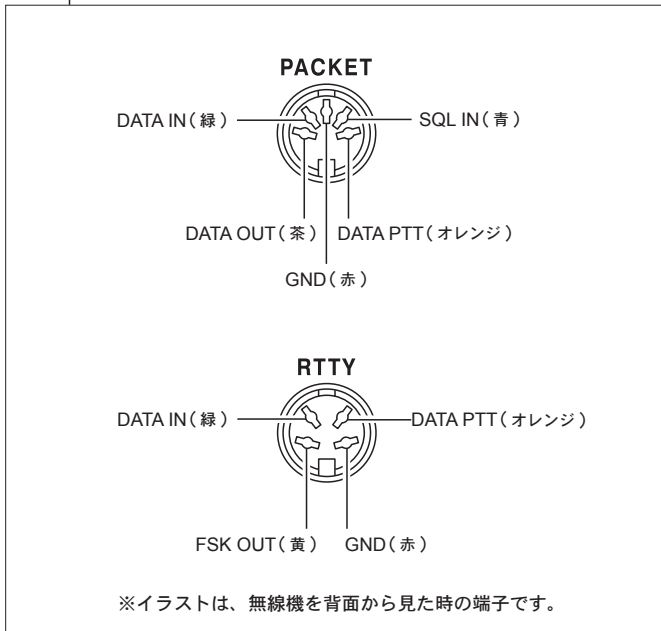 PACKET
DATA IN(緑)
SQL IN(青)
DATA OUT(茶)
DATA PTT(オレンジ)
GND(赤)
RTTY
DATA IN(緑)
DATA PTT(オレンジ)
FSK OUT(黄)
GND(赤)
※イラストは、無線機を背面から見た時の端子です。